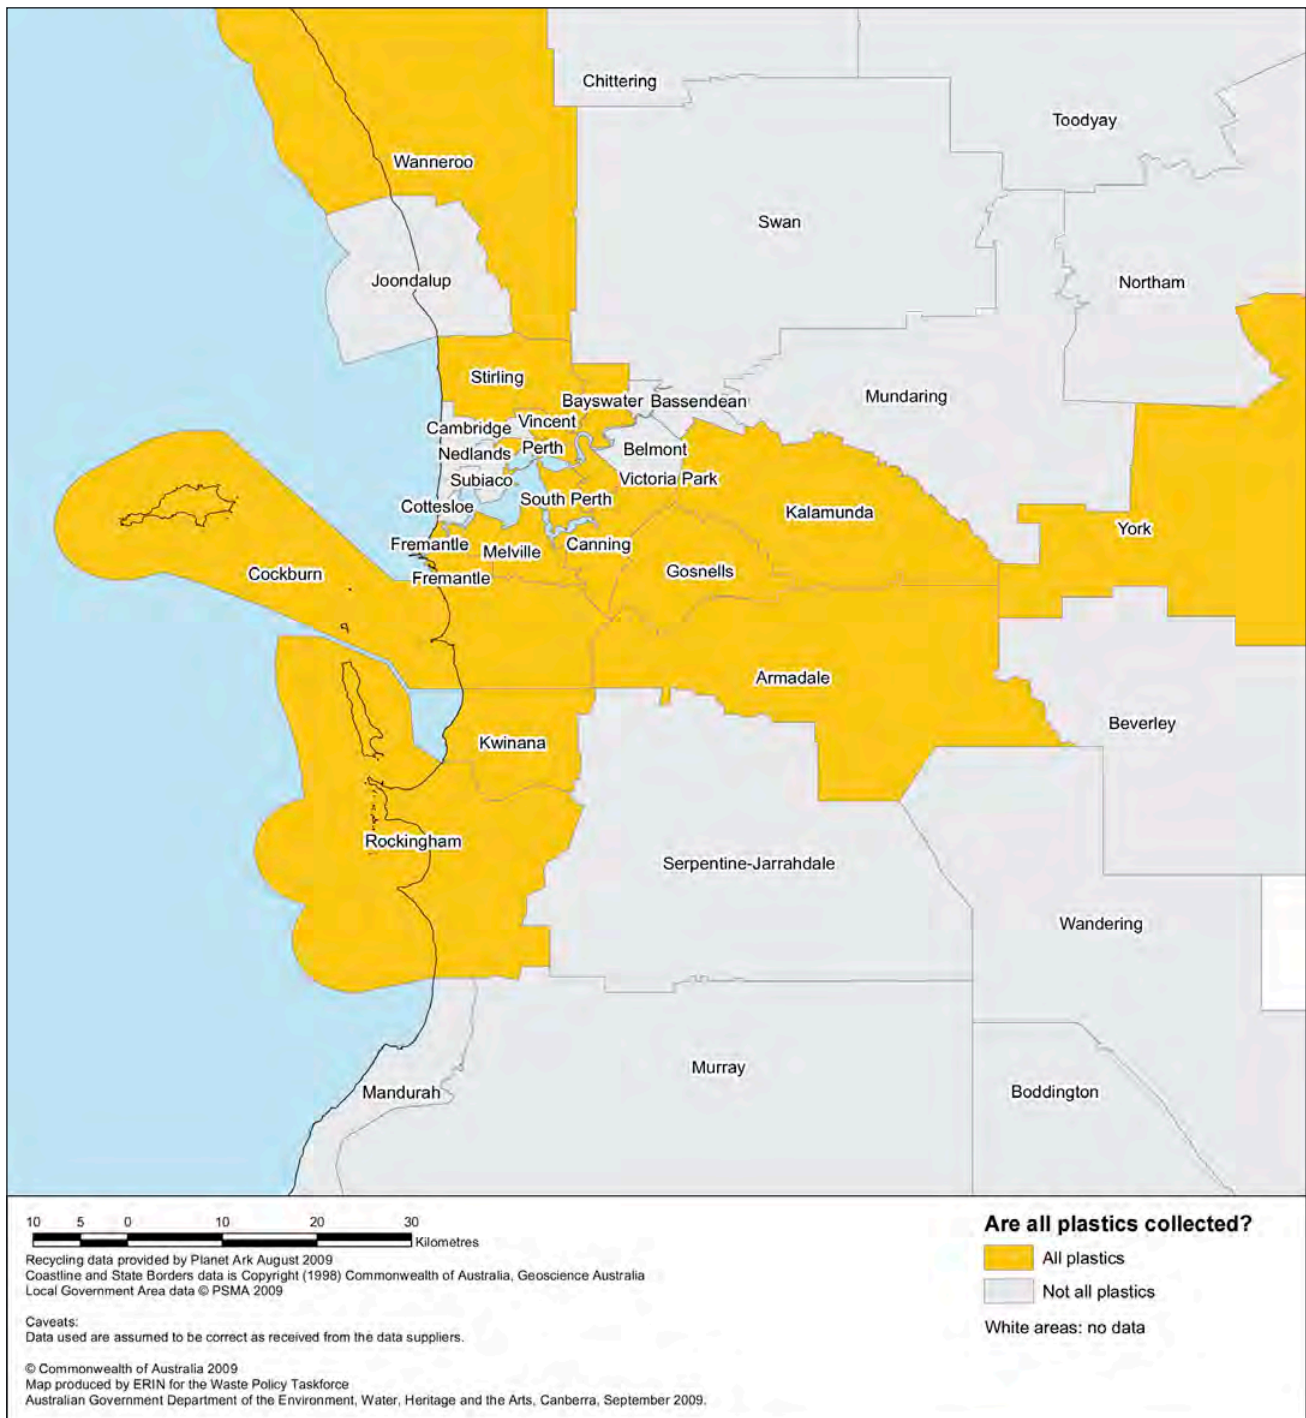 Chittering
Toodyay
Wanneroo
Swan
Joondalup
Northam
Stirling
Mundaring
Bayswater
Bassendean
Cambridge
Vincent
Nedlands
Perth
Belmont
Subiaco
Victoria Park
Cottesloe
South Perth
Kalamunda
York
Fremantle
Melville
Canning
Cockburn
Fremantle
Gosnells
Armadale
Beverley
Kwinana
Rockingham
Serpentine-Jarrahdale
Wandering
Murray
Mandurah
Boddington
10 5 0 10 20 30
Kilometres
Recycling data provided by Planet Ark August 2009
Coastline and State Borders data is Copyright (1998) Commonwealth of Australia, Geoscience Australia
Local Government Area data © PSMA 2009
Caveats:
Data used are assumed to be correct as received from the data suppliers.
© Commonwealth of Australia 2009
Map produced by ERIN for the Waste Policy Taskforce
Australian Government Department of the Environment, Water, Heritage and the Arts, Canberra, September 2009.
Are all plastics collected?
All plastics
Not all plastics
White areas: no data